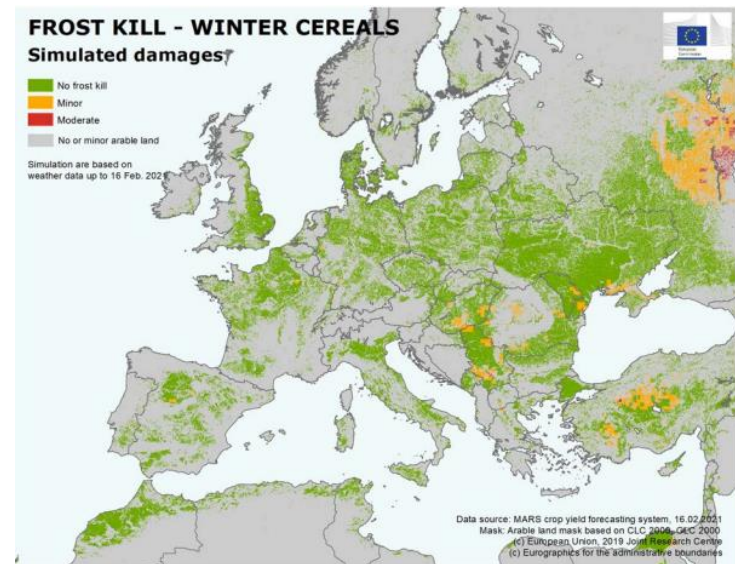 FROST KILL - WINTER CEREALS
Simulated damages
No frost kill
Minor
Moderate
No or minor arable land
Simulation are based on
weather data up to 16 Feb. 2021
European
Commission
Data source: MARS crop yield forecasting system, 16.02.2021
Mask: Arable land mask based on CLC 2000, GLC 2000
(c) European Union, 2019 Joint Research Centre
(c) Eurographics for the administrative boundaries